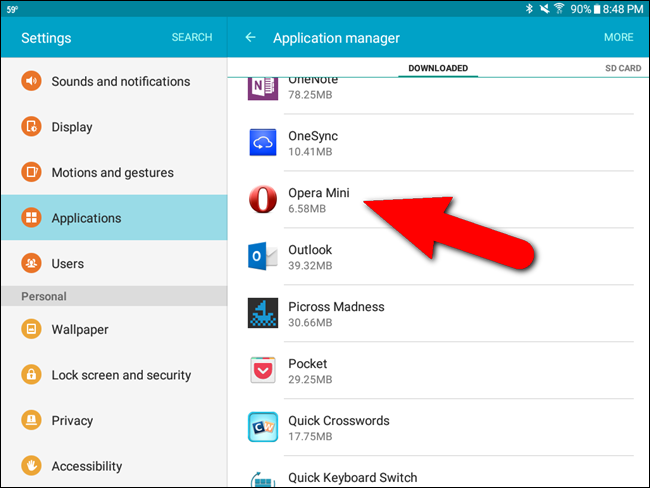 59°
90% 8:48 PM
Settings
SEARCH
Sounds and notifications
Display
Motions and gestures
Applications
Users
Personal
Wallpaper
Lock screen and security
Privacy
Accessibility
Application manager
MORE
DOWNLOADED
SD CARD
OneNote
78.25MB
OneSync
10.41MB
Opera Mini
6.58MB
Outlook
39.32MB
Picross Madness
30.66MB
Pocket
29.25MB
Quick Crosswords
17.75MB
Quick Keyboard Switch